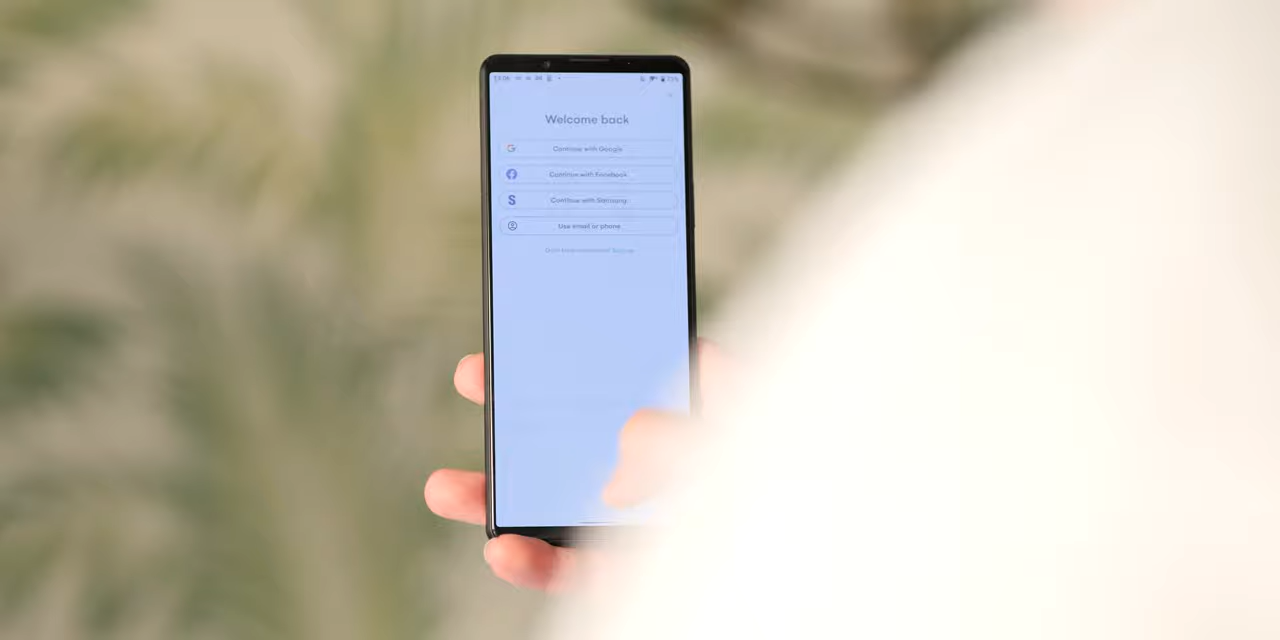 Welcome back
Continue with Google
Continue with Facebook
Continue with Samsung
Use email or phone